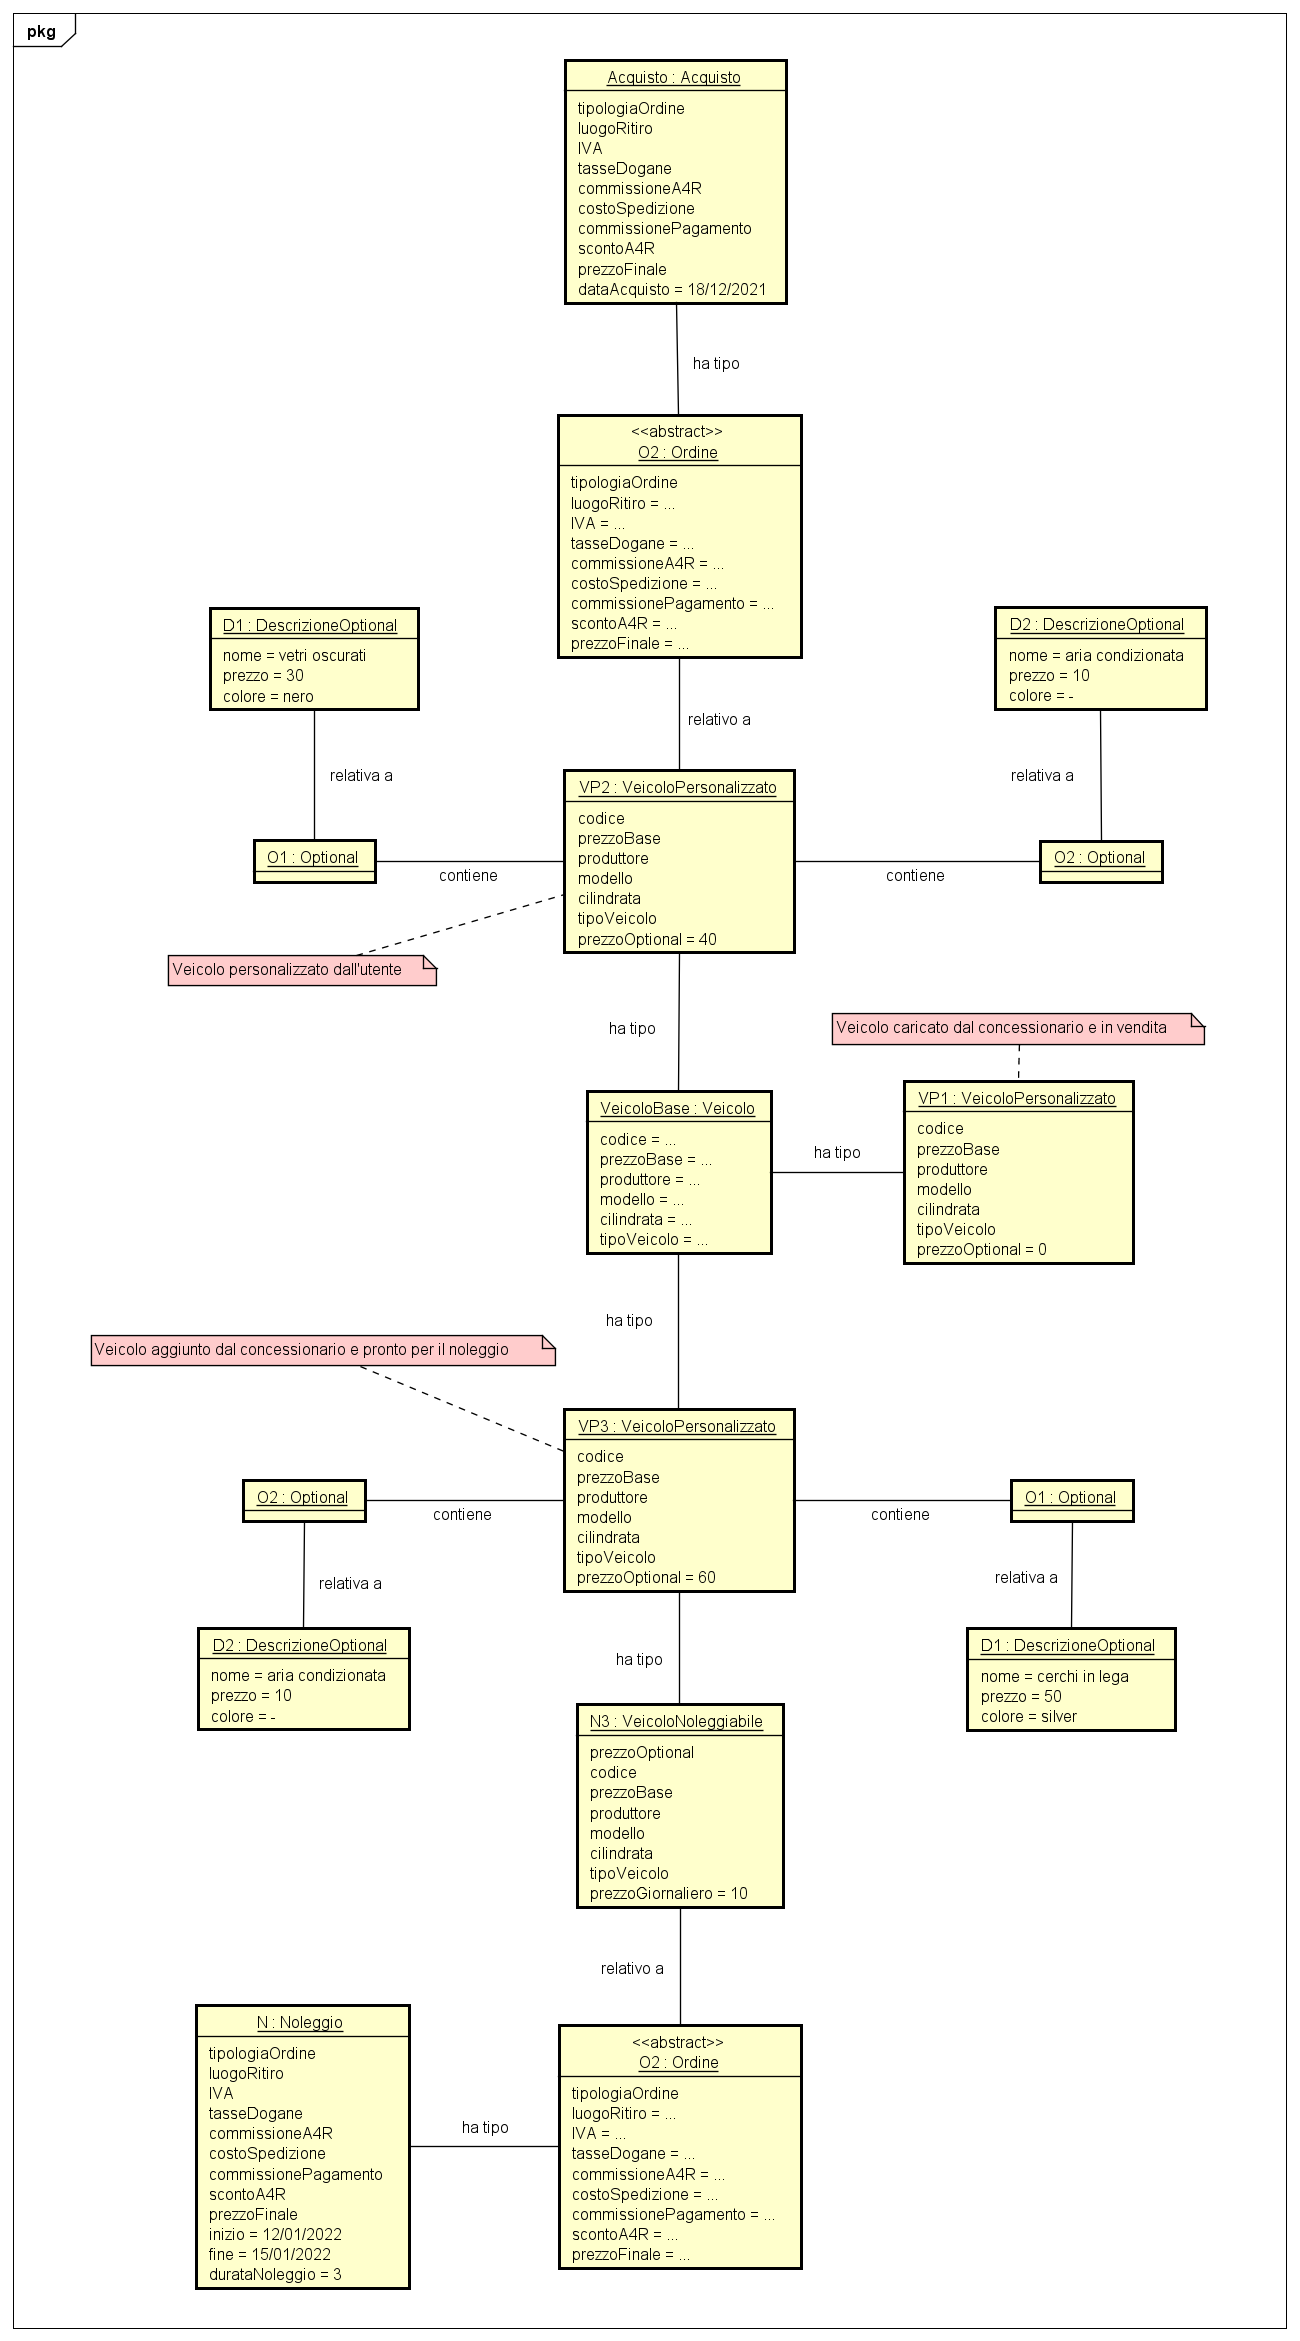 pkg
Acquisto : Acquisto
tipologiaOrdine
luogoRitiro
IVA
tasseDogane
commissioneA4R
costoSpedizione
commissionePagamento
scontoA4R
prezzoFinale
dataAcquisto = 18/12/2021
ha tipo
<<abstract>>
O2 : Ordine
tipologiaOrdine
luogoRitiro = ...
IVA = ...
tasseDogane = ...
commissioneA4R = ...
costoSpedizione = ...
commissionePagamento = ...
scontoA4R = ...
prezzoFinale = ...
D1 : DescrizioneOptional
nome = vetri oscurati
prezzo = 30
colore = nero
D2 : DescrizioneOptional
nome = aria condizionata
prezzo = 10
colore = -
relativo a
relativa a
relativa a
VP2 : VeicoloPersonalizzato
codice
prezzoBase
produttore
modello
cilindrata
tipoVeicolo
prezzoOptional = 40
O1 : Optional
contiene
O2 : Optional
contiene
Veicolo personalizzato dall'utente
ha tipo
Veicolo caricato dal concessionario e in vendita
VeicoloBase : Veicolo
codice = ...
prezzoBase = ...
produttore = ...
modello = ...
cilindrata = ...
tipoVeicolo = ...
ha tipo
VP1 : VeicoloPersonalizzato
codice
prezzoBase
produttore
modello
cilindrata
tipoVeicolo
prezzoOptional = 0
ha tipo
Veicolo aggiunto dal concessionario e pronto per il noleggio
VP3 : VeicoloPersonalizzato
codice
prezzoBase
produttore
modello
cilindrata
tipoVeicolo
prezzoOptional = 60
O2 : Optional
contiene
O1 : Optional
contiene
relativa a
relativa a
D2 : DescrizioneOptional
nome = aria condizionata
prezzo = 10
colore = -
D1 : DescrizioneOptional
nome = cerchi in lega
prezzo = 50
colore = silver
ha tipo
N3 : VeicoloNoleggiabile
prezzoOptional
codice
prezzoBase
produttore
modello
cilindrata
tipoVeicolo
prezzoGiornaliero = 10
relativo a
N : Noleggio
tipologiaOrdine
luogoRitiro
IVA
tasseDogane
commissioneA4R
costoSpedizione
commissionePagamento
scontoA4R
prezzoFinale
inizio = 12/01/2022
fine = 15/01/2022
durataNoleggio = 3
ha tipo
<<abstract>>
O2 : Ordine
tipologiaOrdine
luogoRitiro = ...
IVA = ...
tasseDogane = ...
commissioneA4R = ...
costoSpedizione = ...
commissionePagamento = ...
scontoA4R = ...
prezzoFinale = ...